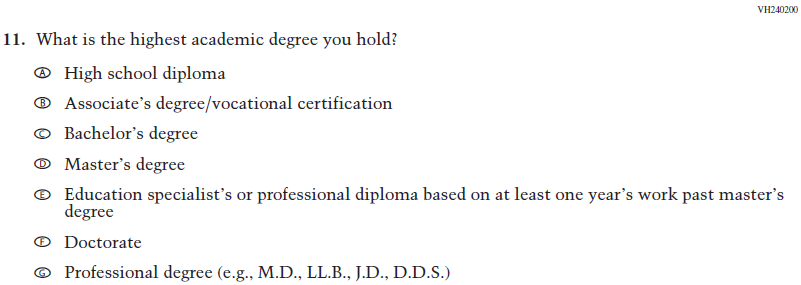 VH240200
11. What is the highest academic degree you hold?
Ⓐ High school diploma
Ⓑ Associate's degree/vocational certification
Ⓒ Bachelor's degree
Ⓓ Master's degree
Ⓔ Education specialist's or professional diploma based on at least one year's work past master's
degree
Ⓕ Doctorate
Ⓖ Professional degree (e.g., M.D., LL.B., J.D., D.D.S.)